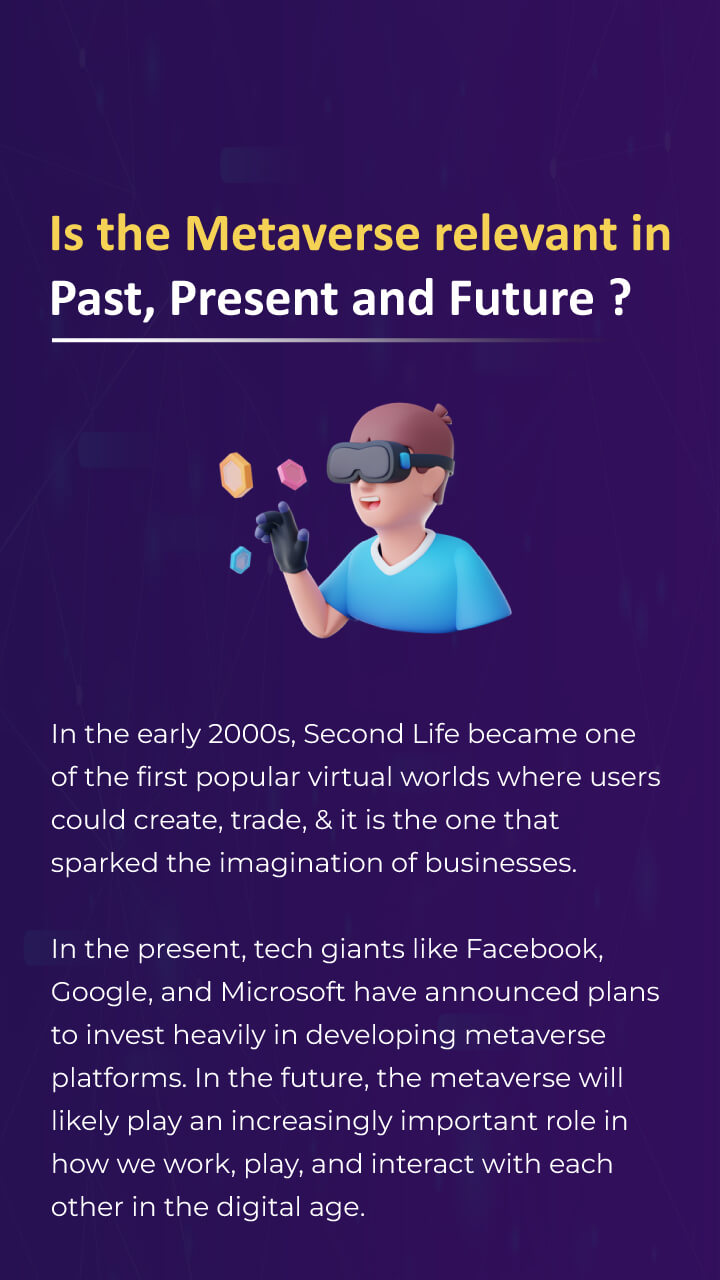 Is the Metaverse relevant in
Past, Present and Future ?
In the early 2000s, Second Life became one
of the first popular virtual worlds where users
could create, trade, & it is the one that
sparked the imagination of businesses.
In the present, tech giants like Facebook,
Google, and Microsoft have announced plans
to invest heavily in developing metaverse
platforms. In the future, the metaverse will
likely play an increasingly important role in
how we work, play, and interact with each
other in the digital age.